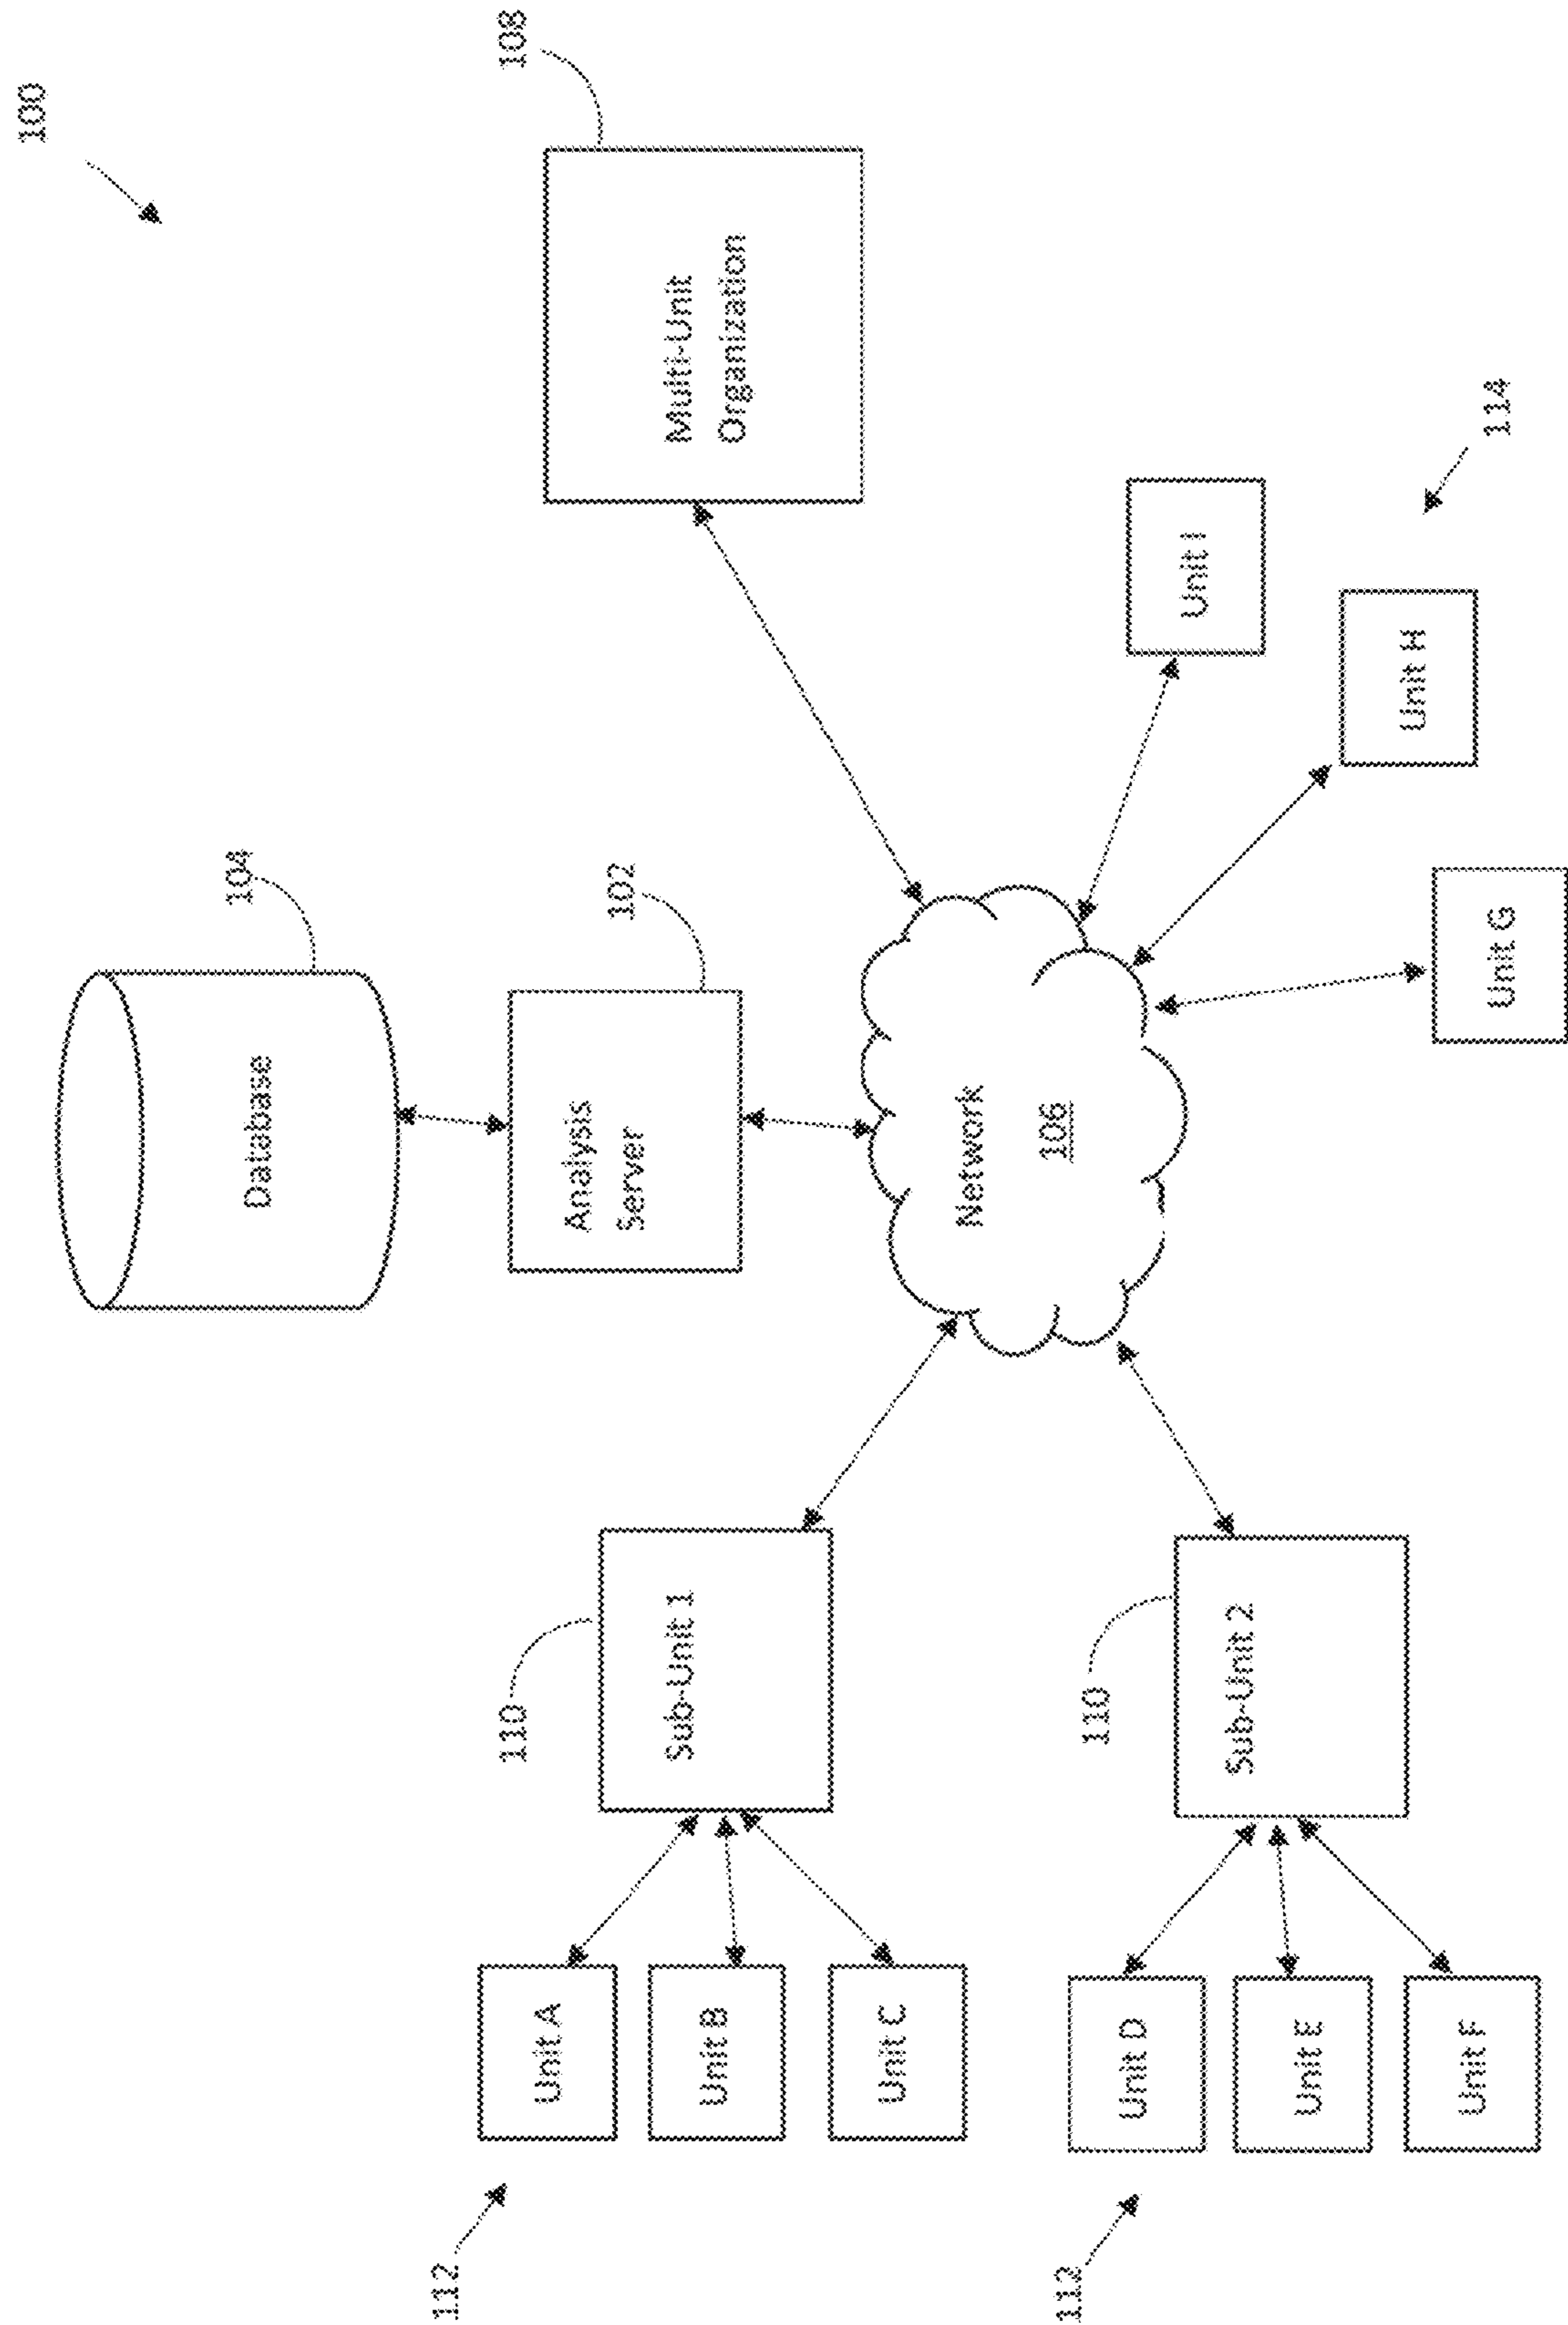 100
104
Database
102
Analysis
Server
108
Multi-Unit
Organization
Network
106
110
Sub-Unit 1
112
Unit A
Unit B
Unit C
110
Sub-Unit 2
112
Unit D
Unit E
Unit F
Unit G
Unit H
Unit I
114